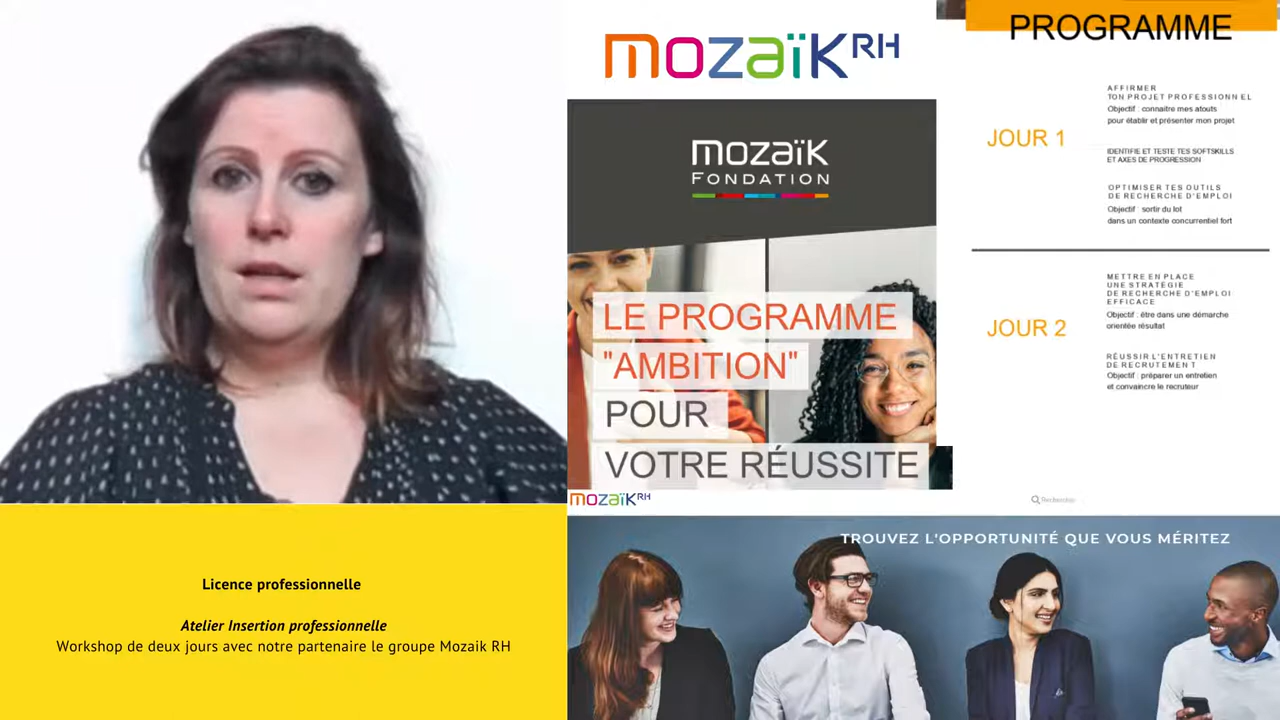 mozaïK RH
mozaïK
FONDATION
LE PROGRAMME
"AMBITION"
POUR
VOTRE RÉUSSITE
PROGRAMME
JOUR 1
AFFIRMER
TON PROJET PROFESSIONNEL
Objectif : connaitre mes atouts
pour établir et présenter mon projet
IDENTIFIE ET TESTE TES SOFTSKILLS
ET AXES DE PROGRESSION
OPTIMISER TES OUTILS
DE RECHERCHE D'EMPLOI
Objectif : sortir du lot
dans un contexte concurrentiel fort
JOUR 2
METTRE EN PLACE
UNE STRATÉGIE
DE RECHERCHE D'EMPLOI
EFFICACE
Objectif : être dans une démarche
orientée résultat
RÉUSSIR L'ENTRETIEN
DE RECRUTEMENT
Objectif : préparer un entretien
et convaincre le recruteur
mozaïK RH
Rechercher
TROUVEZ L'OPPORTUNITÉ QUE VOUS MÉRITEZ
Licence professionnelle
Atelier Insertion professionnelle
Workshop de deux jours avec notre partenaire le groupe Mozaik RH